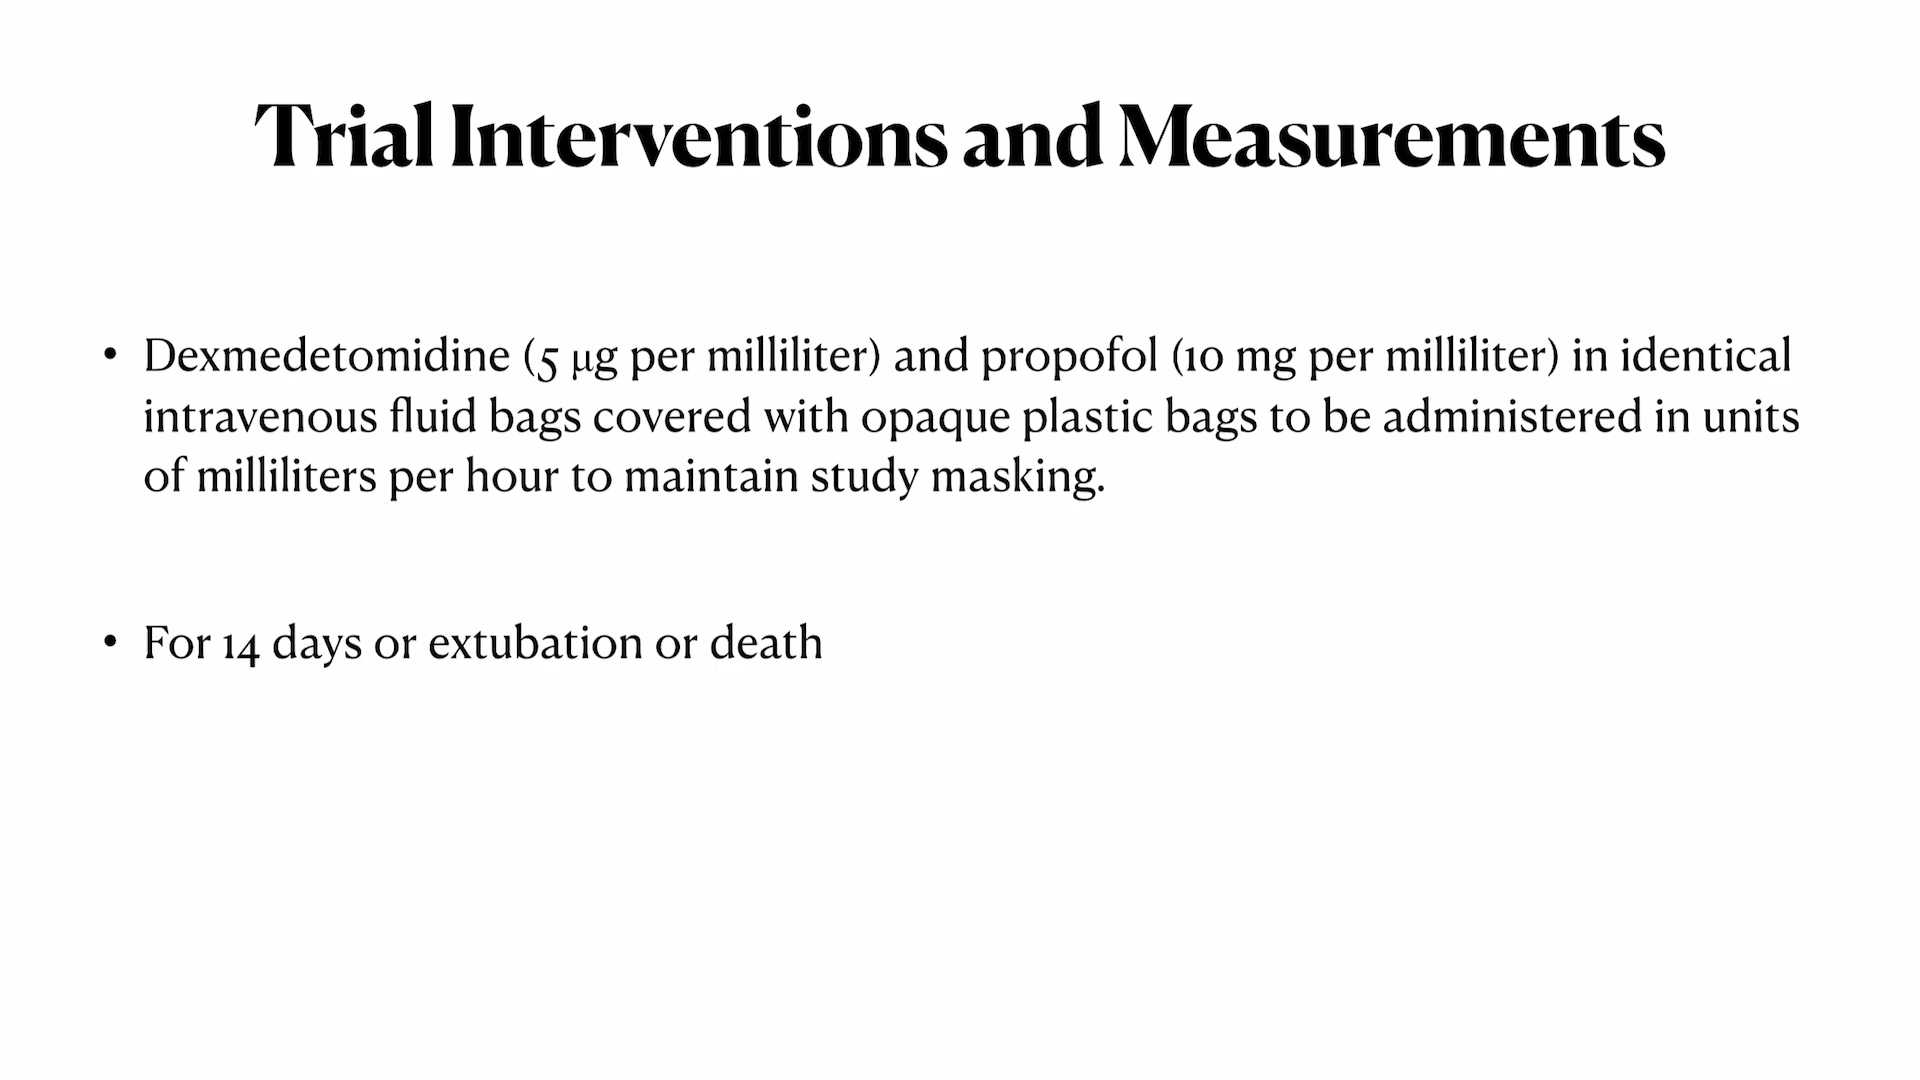 Trial Interventions and Measurements
• Dexmedetomidine (5 µg per milliliter) and propofol (10 mg per milliliter) in identical
intravenous fluid bags covered with opaque plastic bags to be administered in units
of milliliters per hour to maintain study masking.
• For 14 days or extubation or death